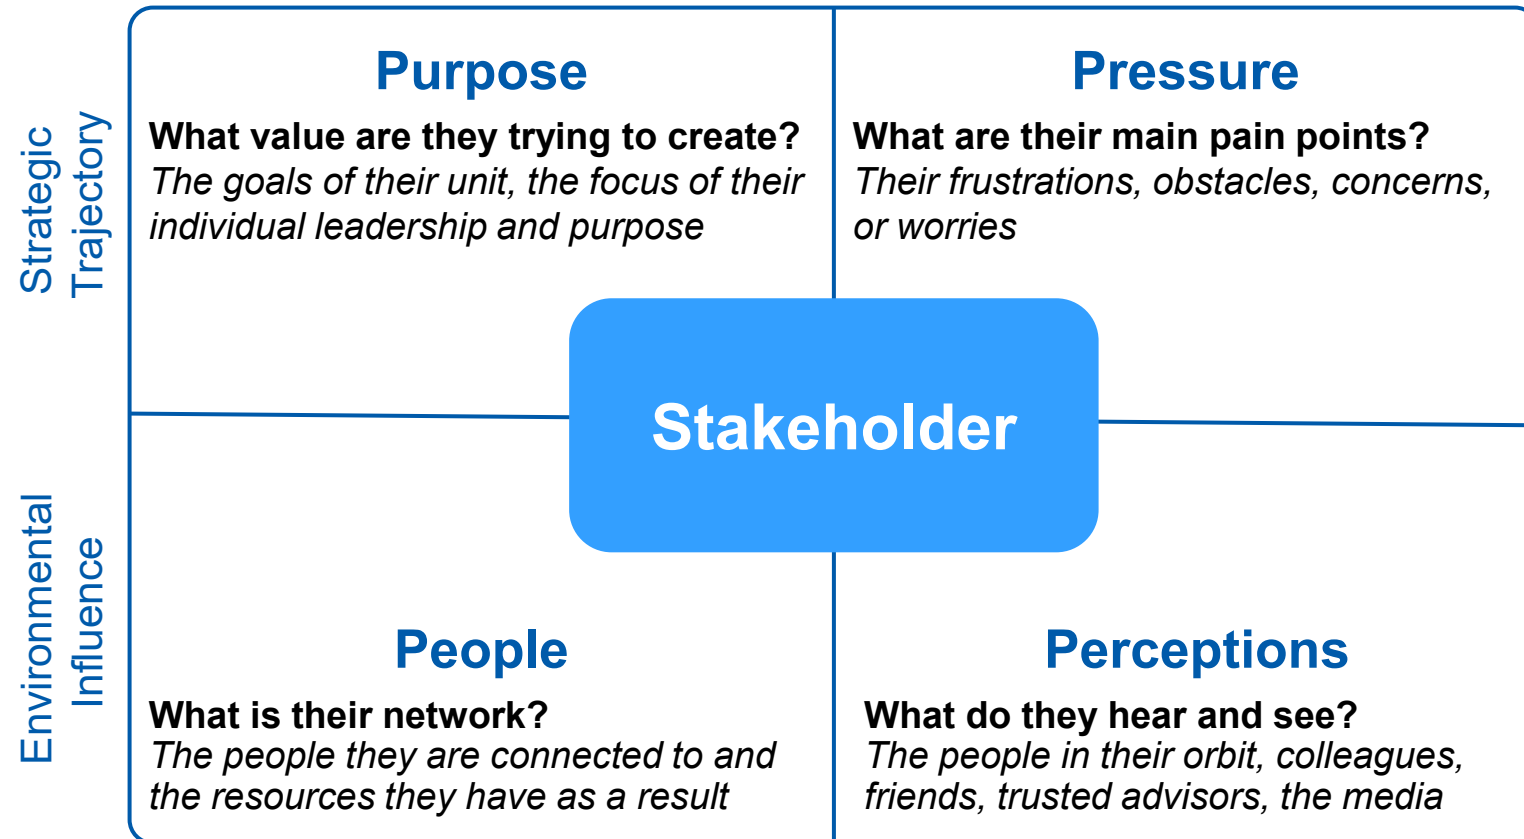 Strategic
Trajectory
Purpose
What value are they trying to create?
The goals of their unit, the focus of their
individual leadership and purpose
Pressure
What are their main pain points?
Their frustrations, obstacles, concerns,
or worries
Stakeholder
Environmental
Influence
People
What is their network?
The people they are connected to and
the resources they have as a result
Perceptions
What do they hear and see?
The people in their orbit, colleagues,
friends, trusted advisors, the media